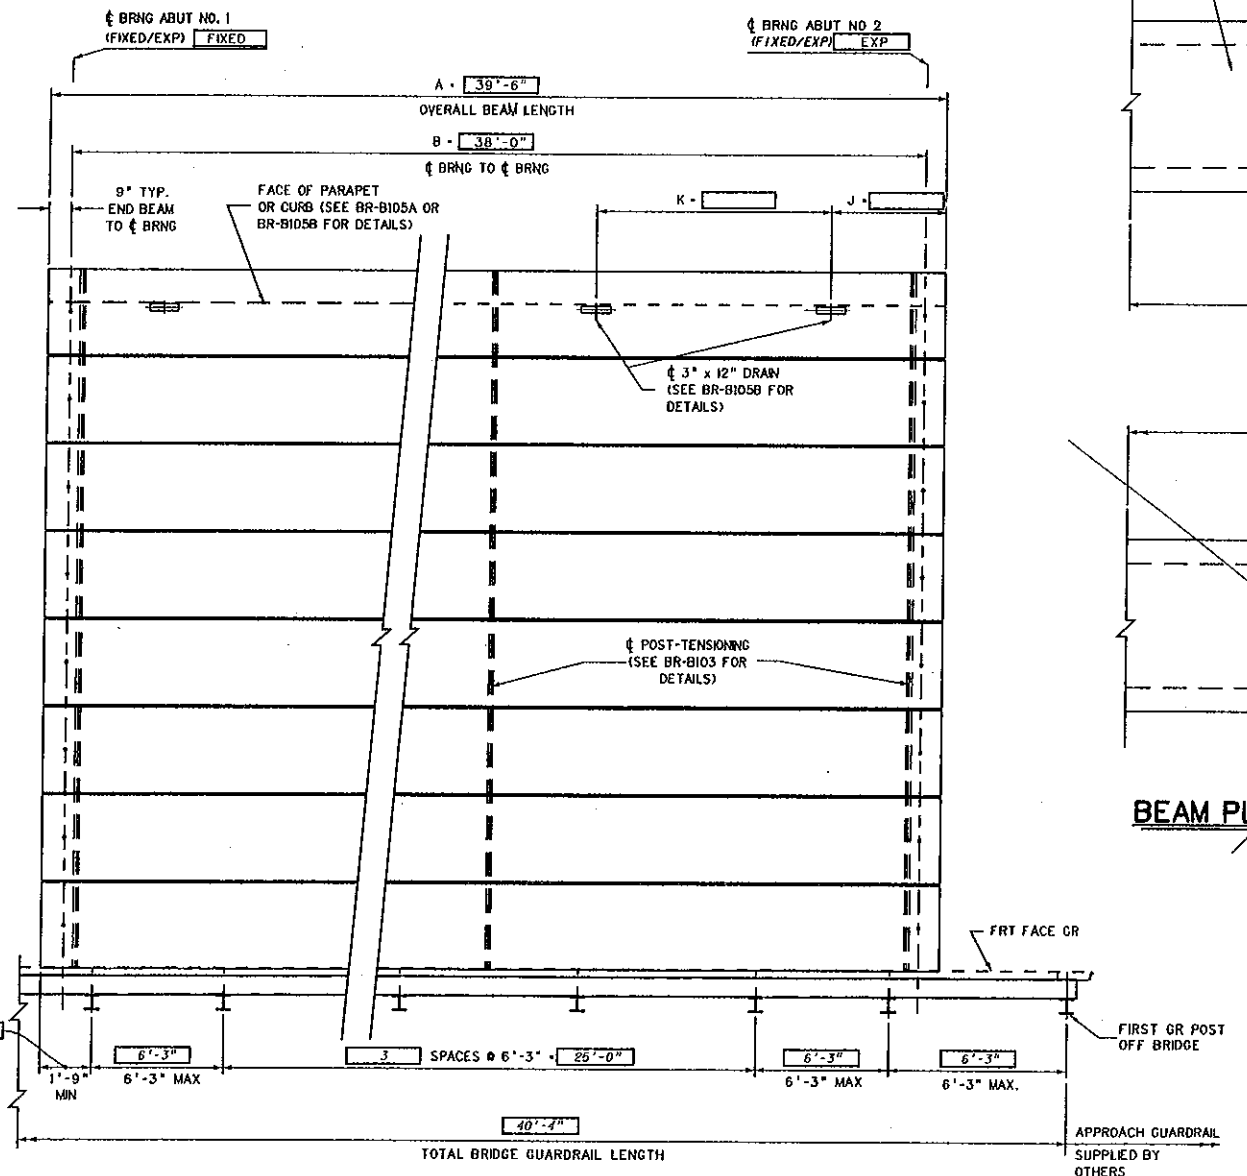 ℄ BRNG ABUT NO. 1
(FIXED/EXP) FIXED
℄ BRNG ABUT NO 2
(FIXED/EXP) EXP
A = 39'-6"
OVERALL BEAM LENGTH
B = 38'-0"
℄ BRNG TO ℄ BRNG
9" TYP.
END BEAM
TO ℄ BRNG
FACE OF PARAPET
OR CURB (SEE BR-B105A OR
BR-B105B FOR DETAILS)
K =
J =
℄ 3" x 12" DRAIN
(SEE BR-B105B FOR
DETAILS)
℄ POST-TENSIONING
(SEE BR-B103 FOR
DETAILS)
BEAM
FRT FACE GR
FIRST GR POST
OFF BRIDGE
1'-9"
MIN
6'-3"
6'-3" MAX
3 SPACES @ 6'-3" = 25'-0"
6'-3"
6'-3" MAX
6'-3"
6'-3" MAX.
40'-4"
TOTAL BRIDGE GUARDRAIL LENGTH
APPROACH GUARDRAIL
SUPPLIED BY
OTHERS